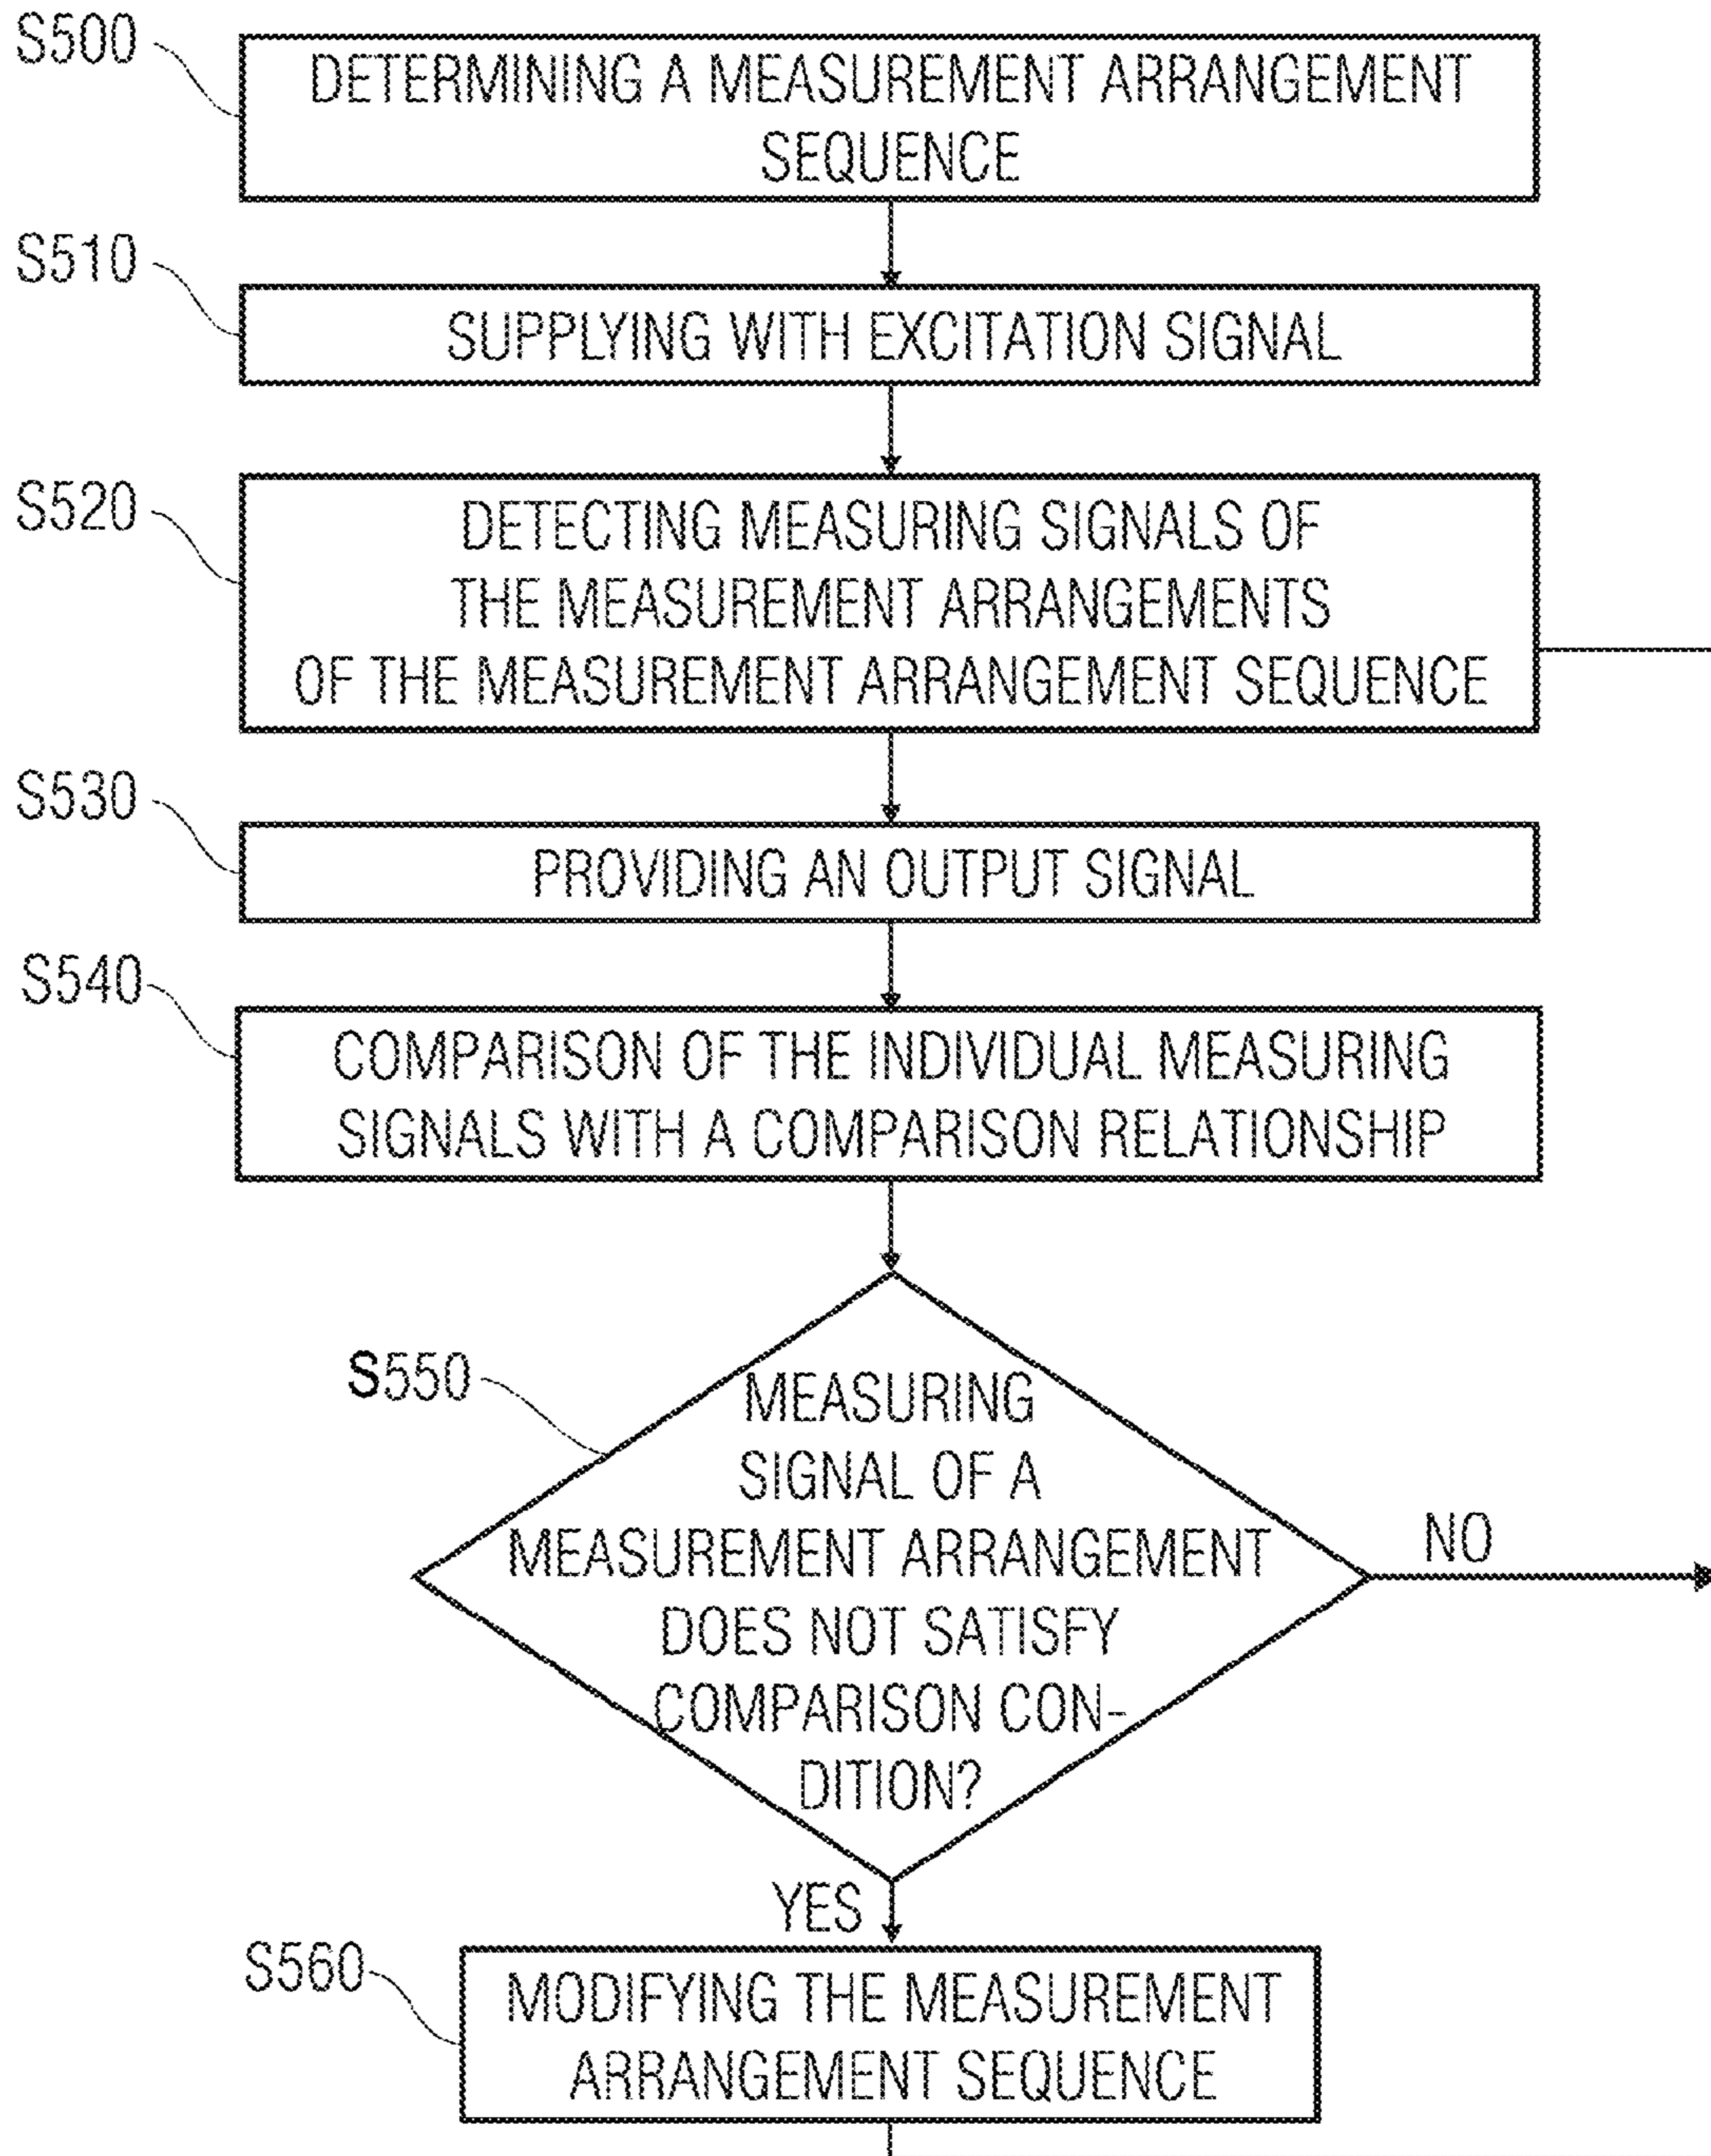 S500
DETERMINING A MEASUREMENT ARRANGEMENT
SEQUENCE
S510
SUPPLYING WITH EXCITATION SIGNAL
S520
DETECTING MEASURING SIGNALS OF
THE MEASUREMENT ARRANGEMENTS
OF THE MEASUREMENT ARRANGEMENT SEQUENCE
S530
PROVIDING AN OUTPUT SIGNAL
S540
COMPARISON OF THE INDIVIDUAL MEASURING
SIGNALS WITH A COMPARISON RELATIONSHIP
S550
MEASURING
SIGNAL OF A
MEASUREMENT ARRANGEMENT
DOES NOT SATISFY
COMPARISON CON-
DITION?
NO
YES
S560
MODIFYING THE MEASUREMENT
ARRANGEMENT SEQUENCE